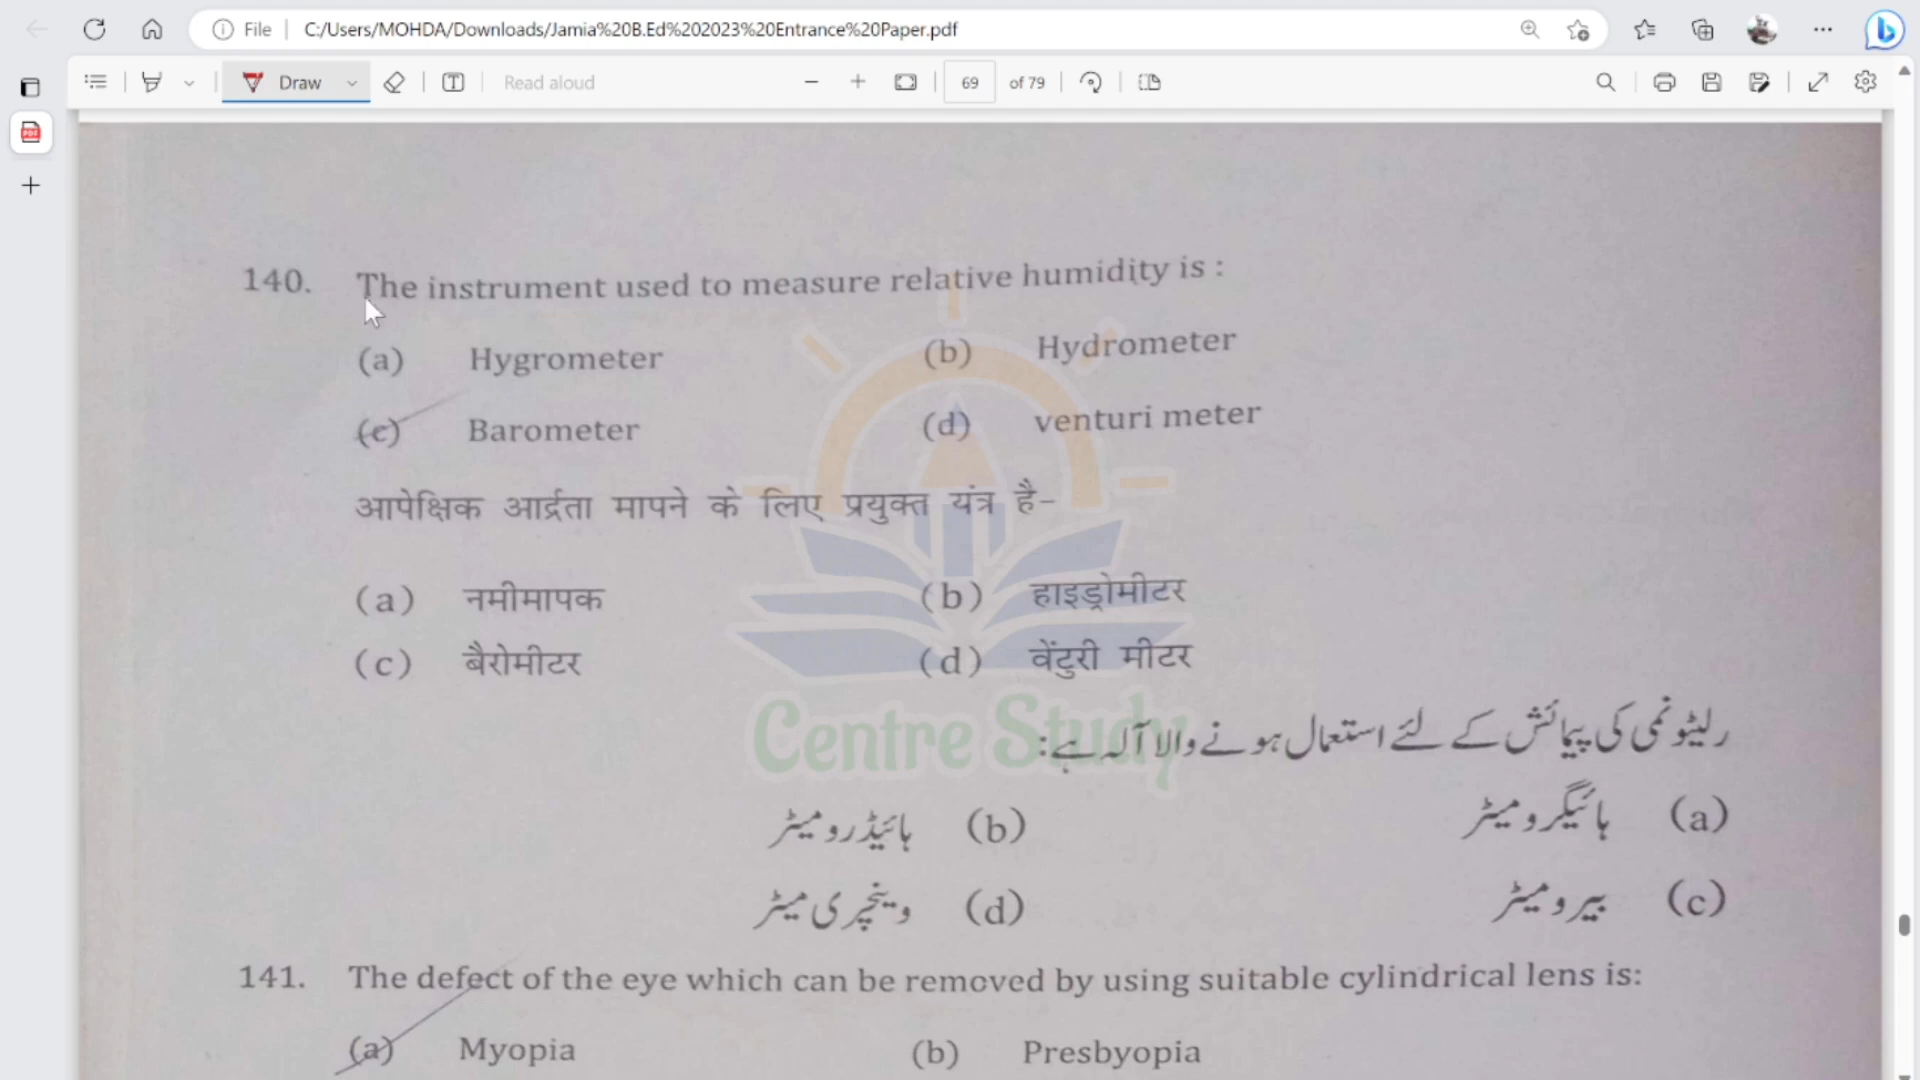 File C:/Users/MOHDA/Downloads/Jamia%20B.Ed%202023%20Entrance%20Paper.pdf
Draw Read aloud 69 of 79
140. The instrument used to measure relative humidity is :
(a) Hygrometer (b) Hydrometer
(c) Barometer (d) venturi meter
आपेक्षिक आर्द्रता मापने के लिए प्रयुक्त यंत्र है-
(a) नमीमापक (b) हाइड्रोमीटर
(c) बैरोमीटर (d) वेंटुरी मीटर
Centre Study
رلیٹو نمی کی پیمائش کے لئے استعمال ہونے والا آلہ ہے:
(a) ہائیگرومیٹر (b) ہائیڈرومیٹر
(c) بیرومیٹر (d) وینچری میٹر
141. The defect of the eye which can be removed by using suitable cylindrical lens is:
(a) Myopia (b) Presbyopia